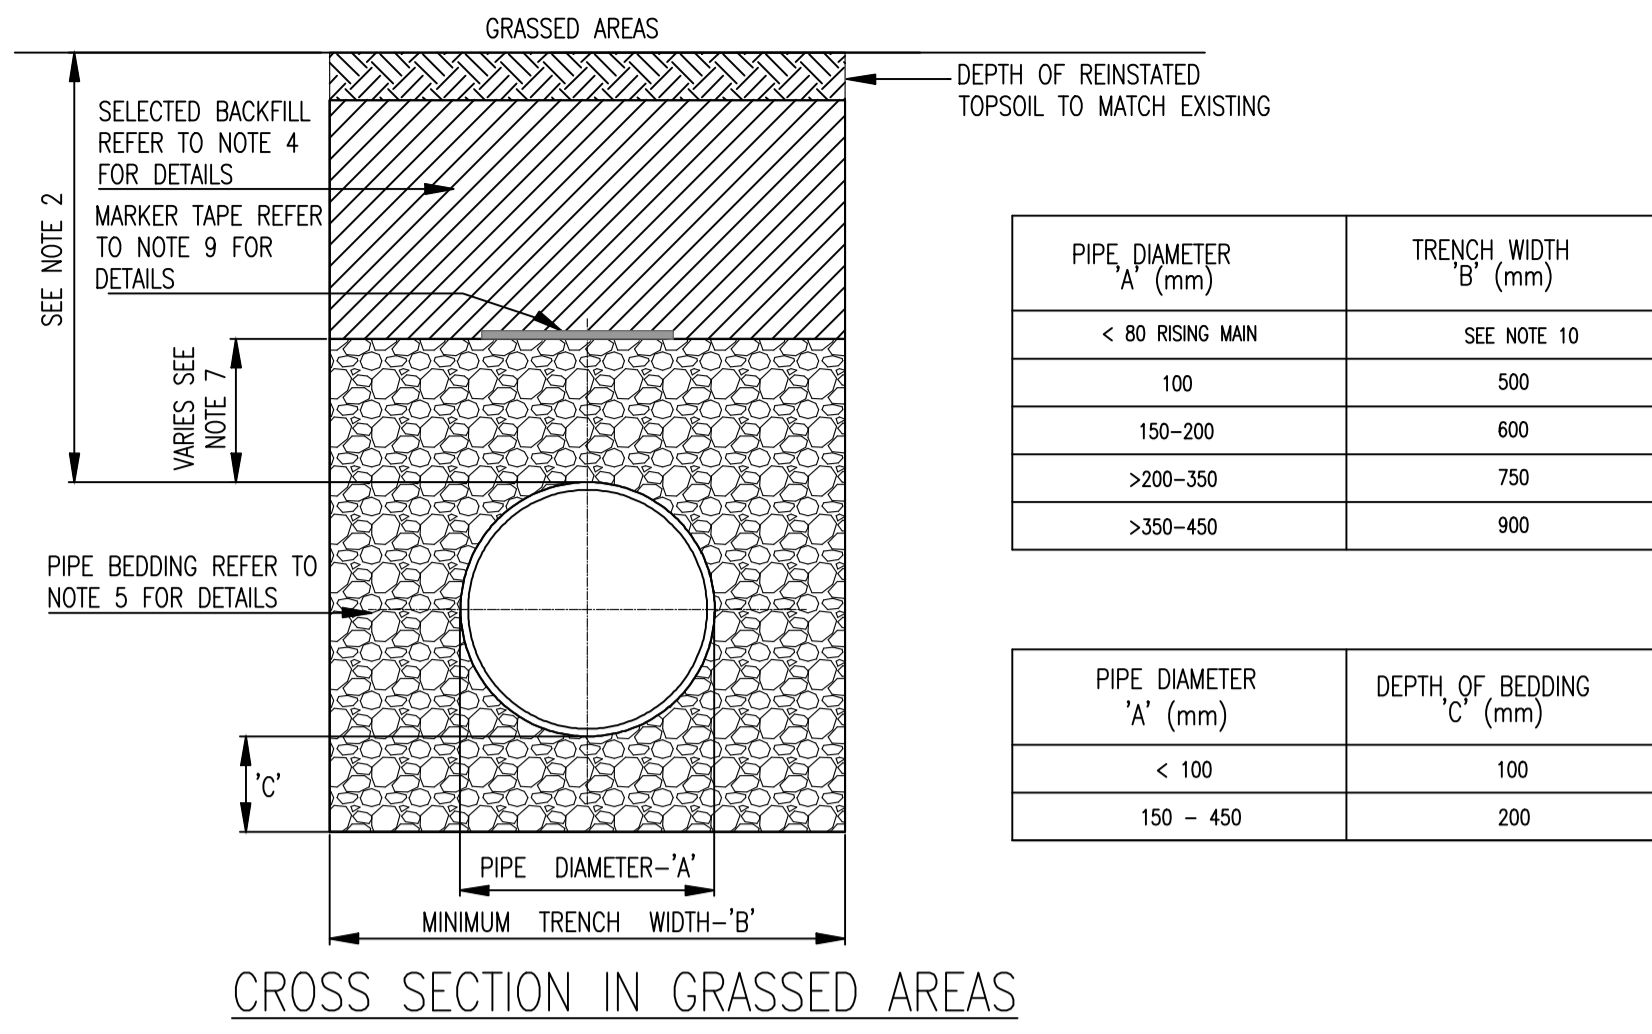 GRASSED AREAS
DEPTH OF REINSTATED
TOPSOIL TO MATCH EXISTING
SELECTED BACKFILL
REFER TO NOTE 4
FOR DETAILS
MARKER TAPE REFER
TO NOTE 9 FOR
DETAILS
SEE NOTE 2
VARIES SEE
NOTE 7
PIPE BEDDING REFER TO
NOTE 5 FOR DETAILS
'C'
PIPE DIAMETER-'A'
MINIMUM TRENCH WIDTH-'B'
CROSS SECTION IN GRASSED AREAS
PIPE DIAMETER
'A' (mm)
TRENCH WIDTH
'B' (mm)
< 80 RISING MAIN
SEE NOTE 10
100
500
150-200
600
>200-350
750
>350-450
900
PIPE DIAMETER
'A' (mm)
DEPTH OF BEDDING
'C' (mm)
< 100
100
150 - 450
200